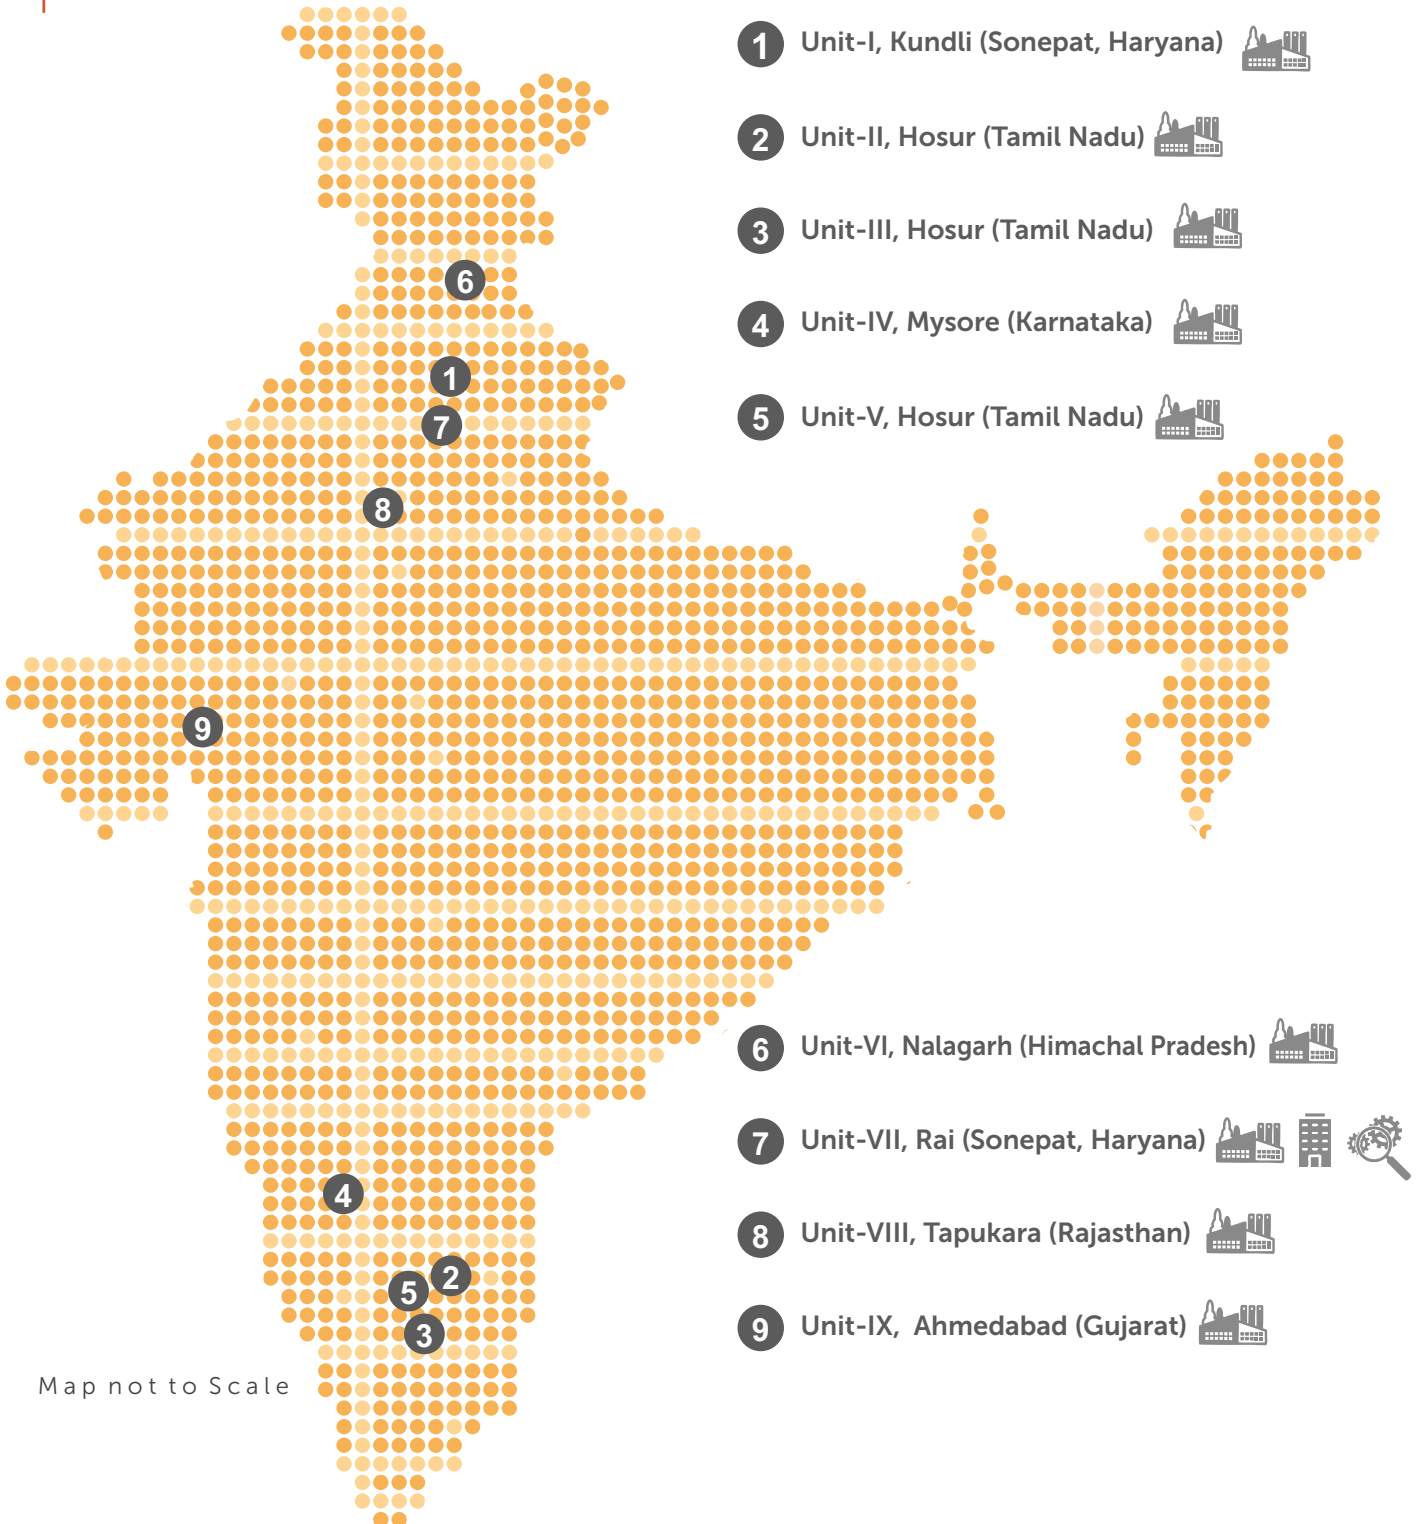 1 Unit-I, Kundli (Sonepat, Haryana)
2 Unit-II, Hosur (Tamil Nadu)
3 Unit-III, Hosur (Tamil Nadu)
4 Unit-IV, Mysore (Karnataka)
5 Unit-V, Hosur (Tamil Nadu)
6
1
7
8
9
6 Unit-VI, Nalagarh (Himachal Pradesh)
7 Unit-VII, Rai (Sonepat, Haryana)
8 Unit-VIII, Tapukara (Rajasthan)
9 Unit-IX, Ahmedabad (Gujarat)
4
2
5
3
Map not to Scale